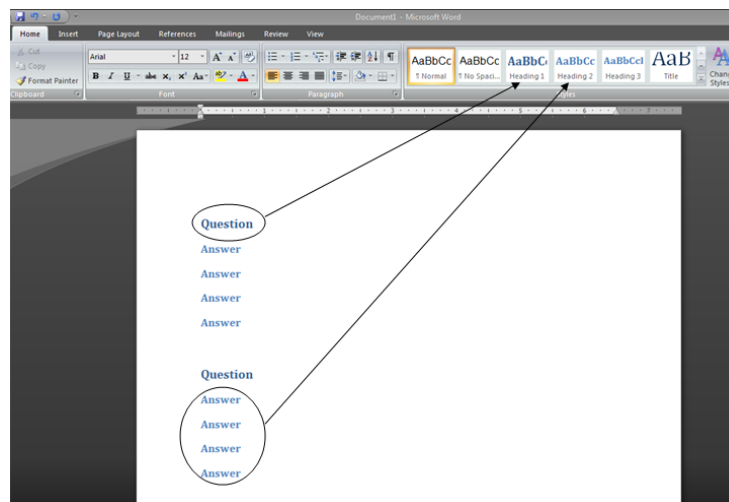 Document1 - Microsoft Word
Home Insert Page Layout References Mailings Review View
Cut
Copy
Format Painter
Clipboard
Arial 12
Font
Paragraph
AaBbCc AaBbCc AaBbC AaBbCc AaBbCcI AaB
¶ Normal ¶ No Spaci... Heading 1 Heading 2 Heading 3 Title
Styles
Question
Answer
Answer
Answer
Answer
Question
Answer
Answer
Answer
Answer